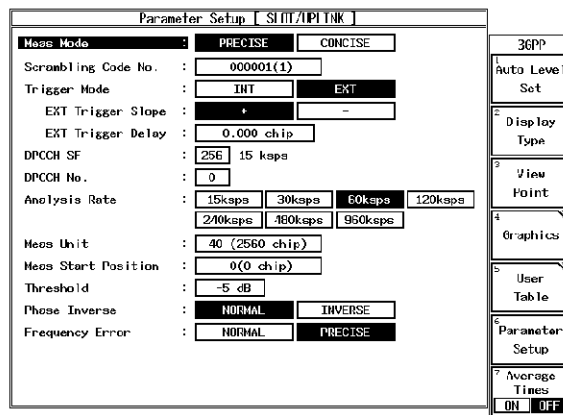 Parameter Setup [ SLOT/UPLINK ]
Meas Mode : PRECISE CONCISE
Scrambling Code No. : 000001(1)
Trigger Mode : INT EXT
EXT Trigger Slope : + -
EXT Trigger Delay : 0.000 chip
DPCCH SF : 256 15 ksps
DPCCH No. : 0
Analysis Rate : 15ksps 30ksps 60ksps 120ksps
240ksps 480ksps 960ksps
Meas Unit : 40 (2560 chip)
Meas Start Position : 0(0 chip)
Threshold : -5 dB
Phase Inverse : NORMAL INVERSE
Frequency Error : NORMAL PRECISE
3GPP
1 Auto Level
Set
2 Display
Type
3 View
Point
4 Graphics
5 User
Table
6 Parameter
Setup
7 Average
Times
ON OFF